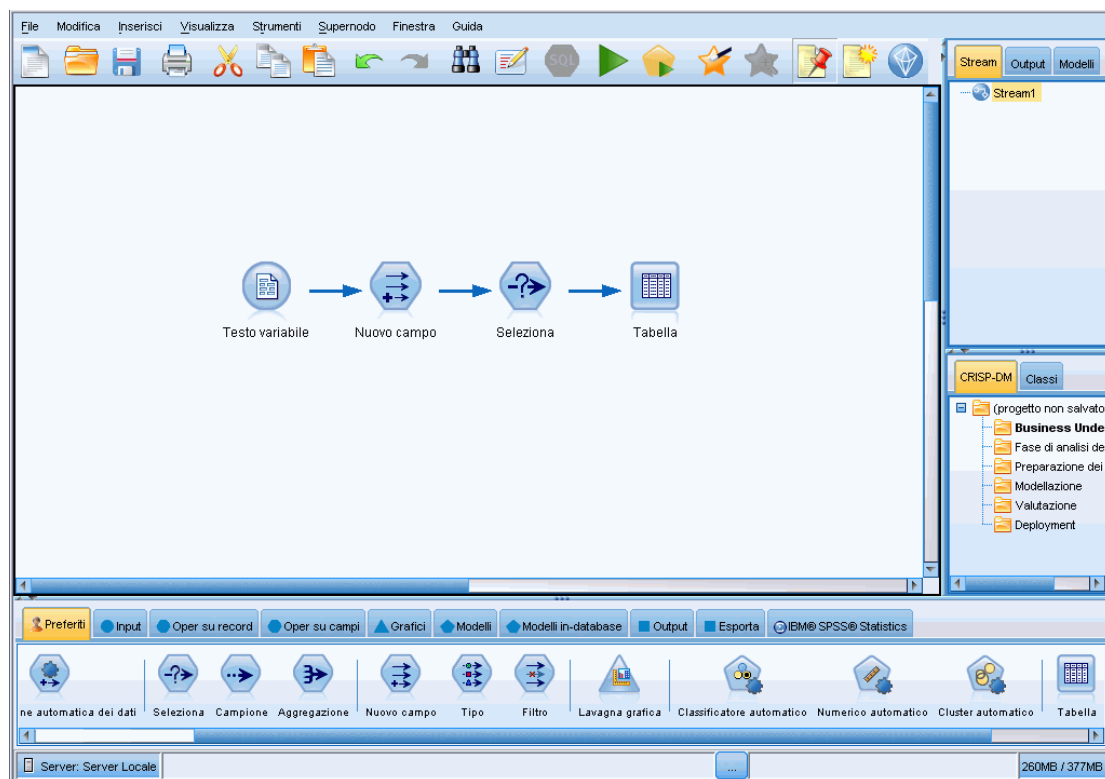 File Modifica Inserisci Visualizza Strumenti Supernodo Finestra Guida
SQL
Stream Output Modelli
Stream1
Testo variabile Nuovo campo Seleziona Tabella
CRISP-DM Classi
(progetto non salvato
Business Unde
Fase di analisi de
Preparazione dei
Modellazione
Valutazione
Deployment
Preferiti Input Oper su record Oper su campi Grafici Modelli Modelli in-database Output Esporta IBM® SPSS® Statistics
ne automatica dei dati Seleziona Campione Aggregazione Nuovo campo Tipo Filtro Lavagna grafica Classificatore automatico Numerico automatico Cluster automatico Tabella
Server: Server Locale ... 260MB / 377MB